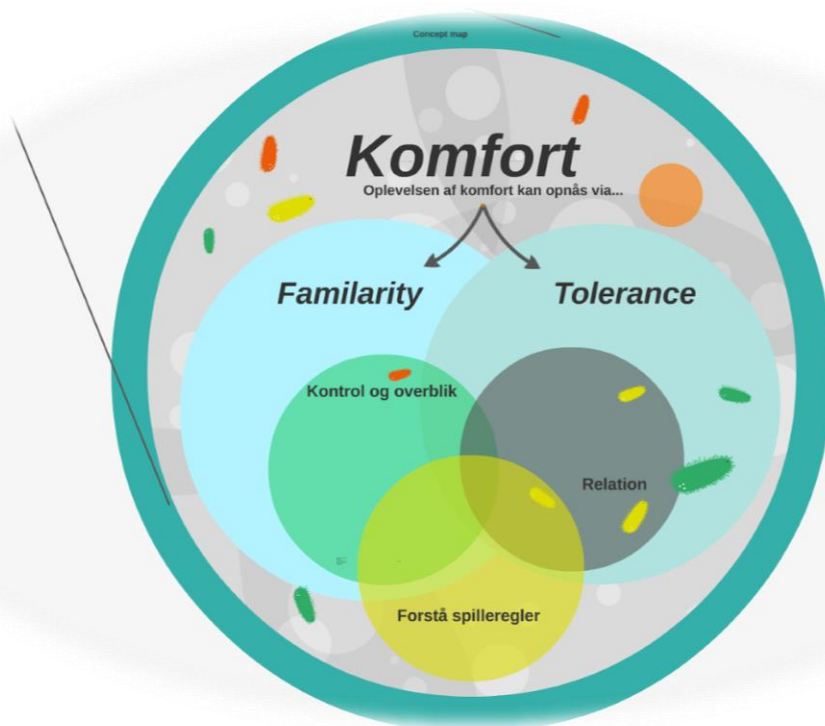 Concept map
Komfort
Oplevelsen af komfort kan opnås via...
Familarity
Tolerance
Kontrol og overblik
Relation
Forstå spilleregler